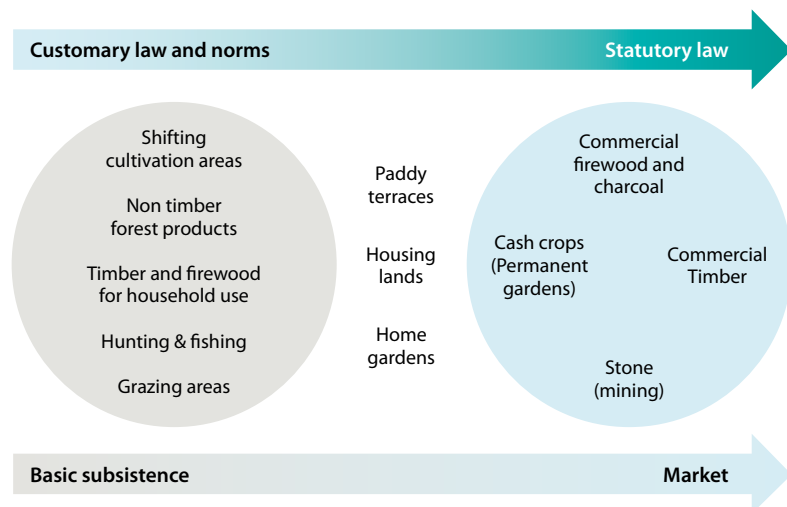 Customary law and norms
Statutory law
Shifting
cultivation areas
Non timber
forest products
Timber and firewood
for household use
Hunting & fishing
Grazing areas
Paddy
terraces
Housing
lands
Home
gardens
Commercial
firewood and
charcoal
Cash crops
(Permanent
gardens)
Commercial
Timber
Stone
(mining)
Basic subsistence
Market